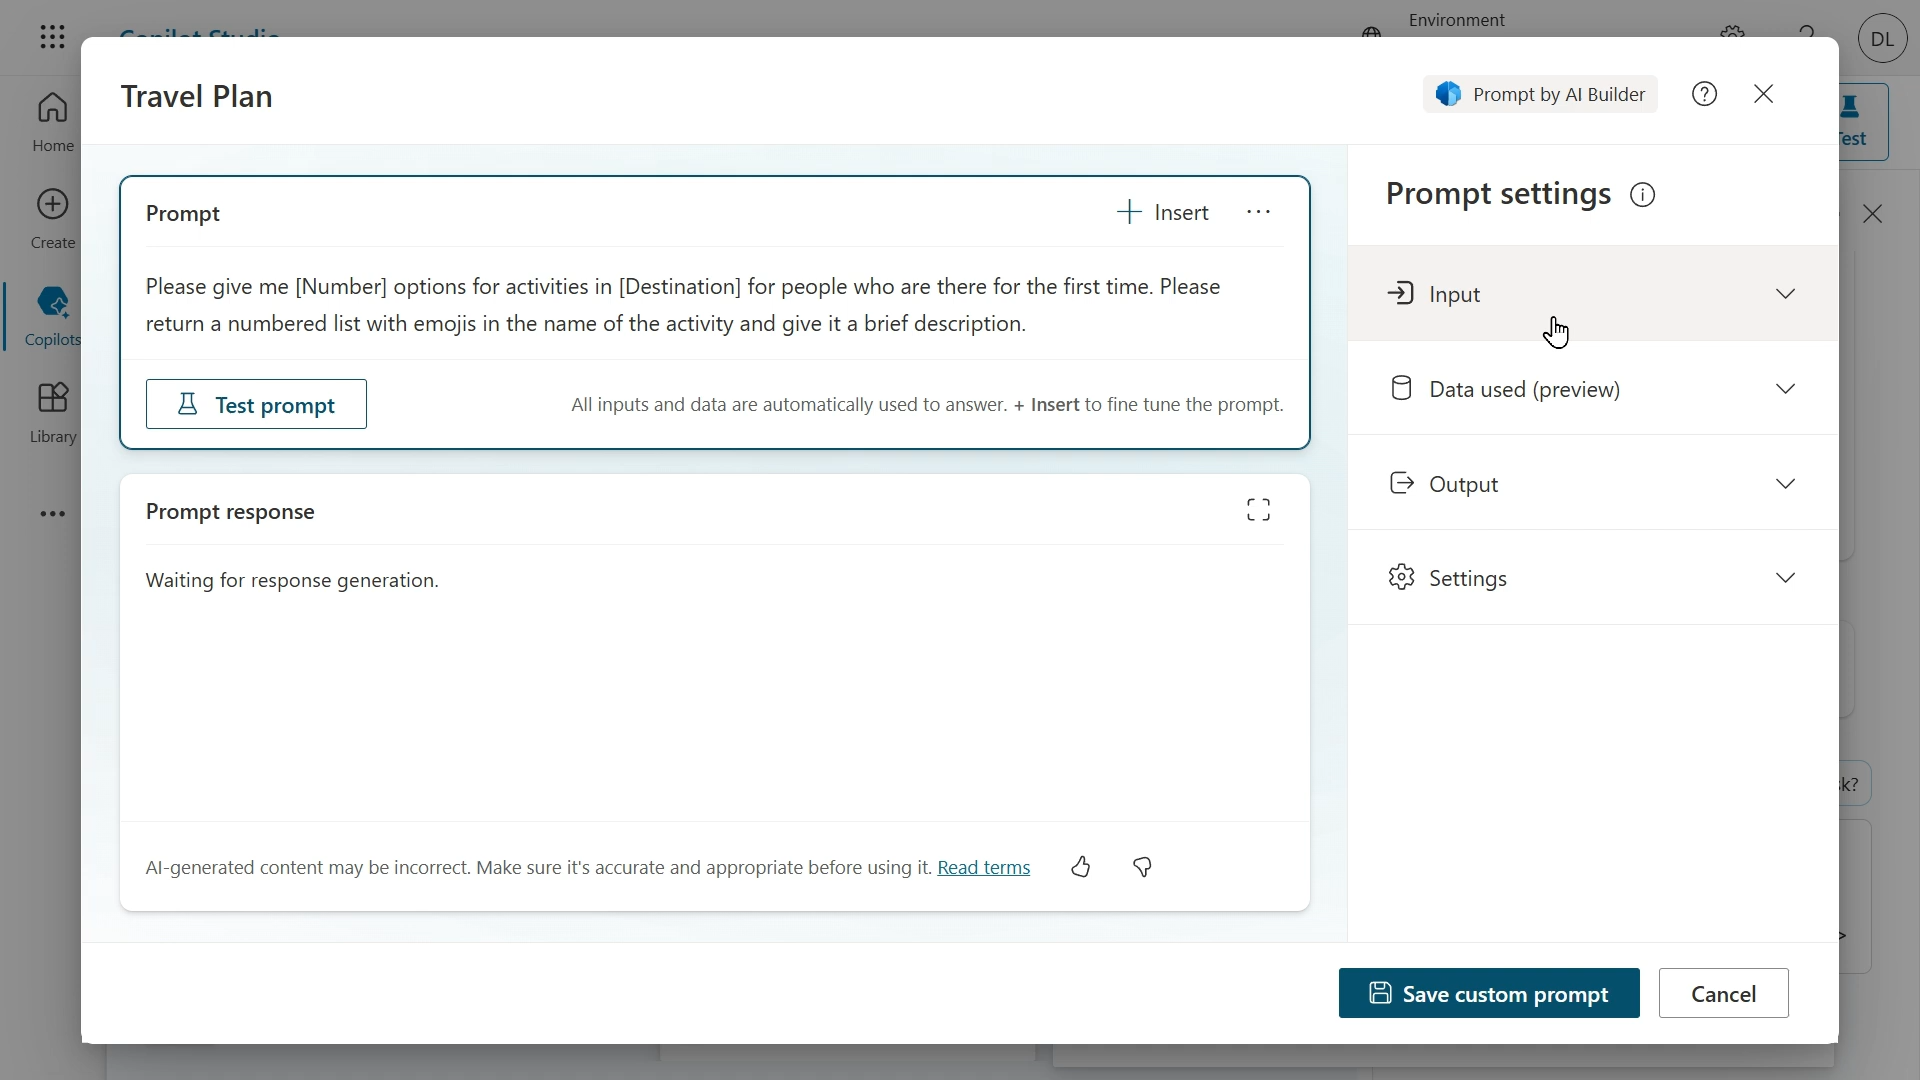 Copilot Studio
Environment
DL
Travel Plan
Prompt by AI Builder
Home
Create
Copilots
Library
Test
Prompt
Insert
Please give me [Number] options for activities in [Destination] for people who are there for the first time. Please
return a numbered list with emojis in the name of the activity and give it a brief description.
Test prompt
All inputs and data are automatically used to answer. + Insert to fine tune the prompt.
Prompt response
Waiting for response generation.
AI-generated content may be incorrect. Make sure it's accurate and appropriate before using it. Read terms
Prompt settings
Input
Data used (preview)
Output
Settings
k?
Save custom prompt
Cancel